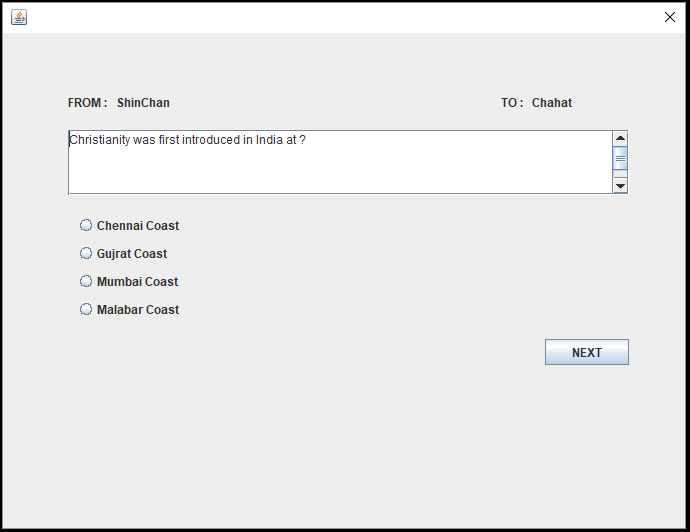 FROM : ShinChan TO : Chahat
Christianity was first introduced in India at ?
Chennai Coast
Gujrat Coast
Mumbai Coast
Malabar Coast
NEXT